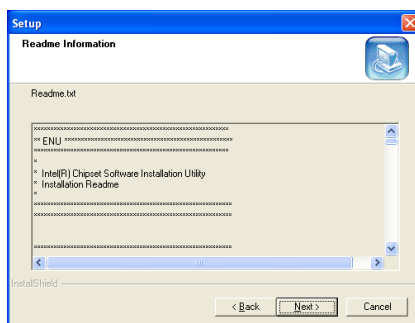 Setup
Readme Information
Readme.txt
************************************************************
** ENU ****************************************************
************************************************************
*
* Intel(R) Chipset Software Installation Utility
* Installation Readme
*
************************************************************
************************************************************
************************************************************
InstallShield
< Back
Next >
Cancel